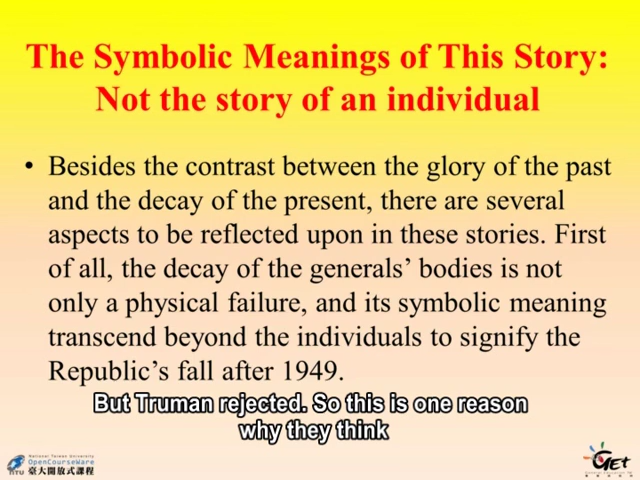 The Symbolic Meanings of This Story:
Not the story of an individual
• Besides the contrast between the glory of the past
and the decay of the present, there are several
aspects to be reflected upon in these stories. First
of all, the decay of the generals’ bodies is not
only a physical failure, and its symbolic meaning
transcend beyond the individuals to signify the
Republic’s fall after 1949.
But Truman rejected. So this is one reason
why they think
National Taiwan University
OpenCourseWare
NTU 臺大開放式課程
GET